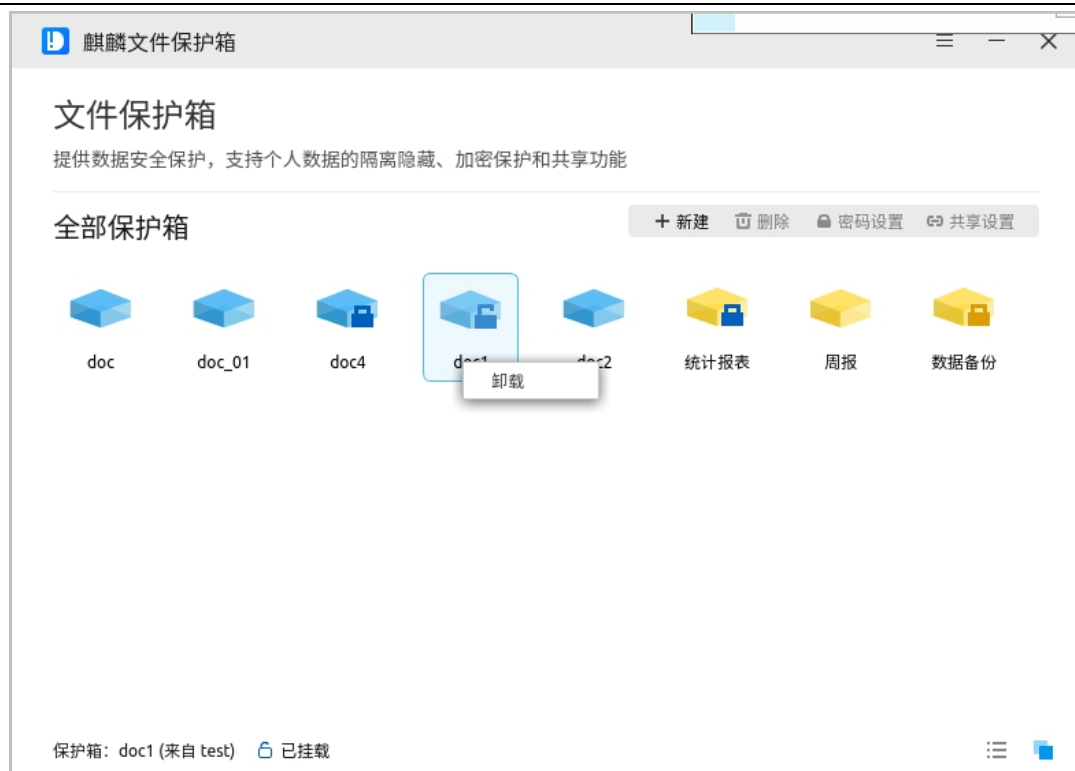 麒麟文件保护箱
文件保护箱
提供数据安全保护，支持个人数据的隔离隐藏、加密保护和共享功能
全部保护箱
新建 删除 密码设置 共享设置
doc doc_01 doc4 doc1 doc2 统计报表 周报 数据备份
卸载
保护箱：doc1 (来自 test) 已挂载